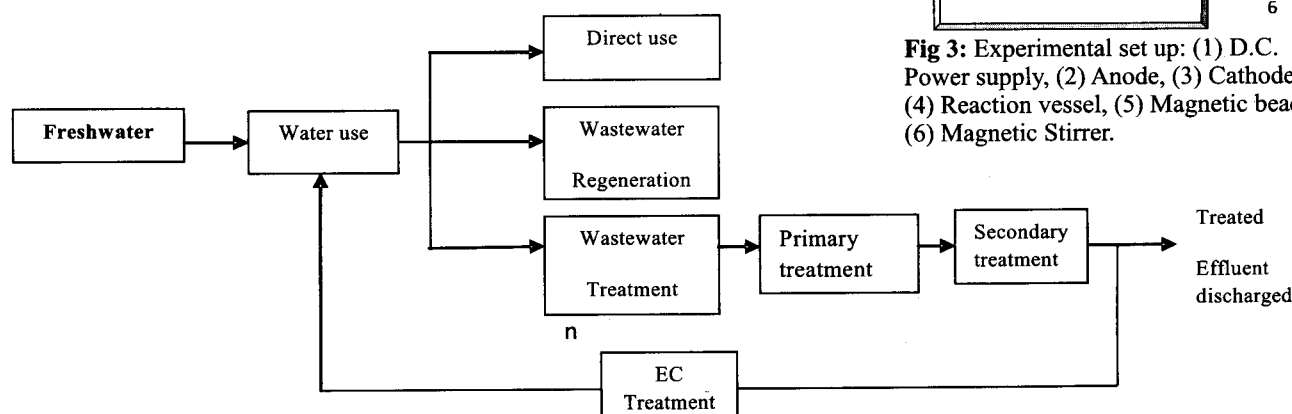 6
Fig 3: Experimental set up: (1) D.C.
Power supply, (2) Anode, (3) Cathode
(4) Reaction vessel, (5) Magnetic bea
(6) Magnetic Stirrer.
Direct use
Freshwater
Water use
Wastewater
Regeneration
Wastewater
Treatment
n
Primary
treatment
Secondary
treatment
Treated
Effluent
discharged
EC
Treatment